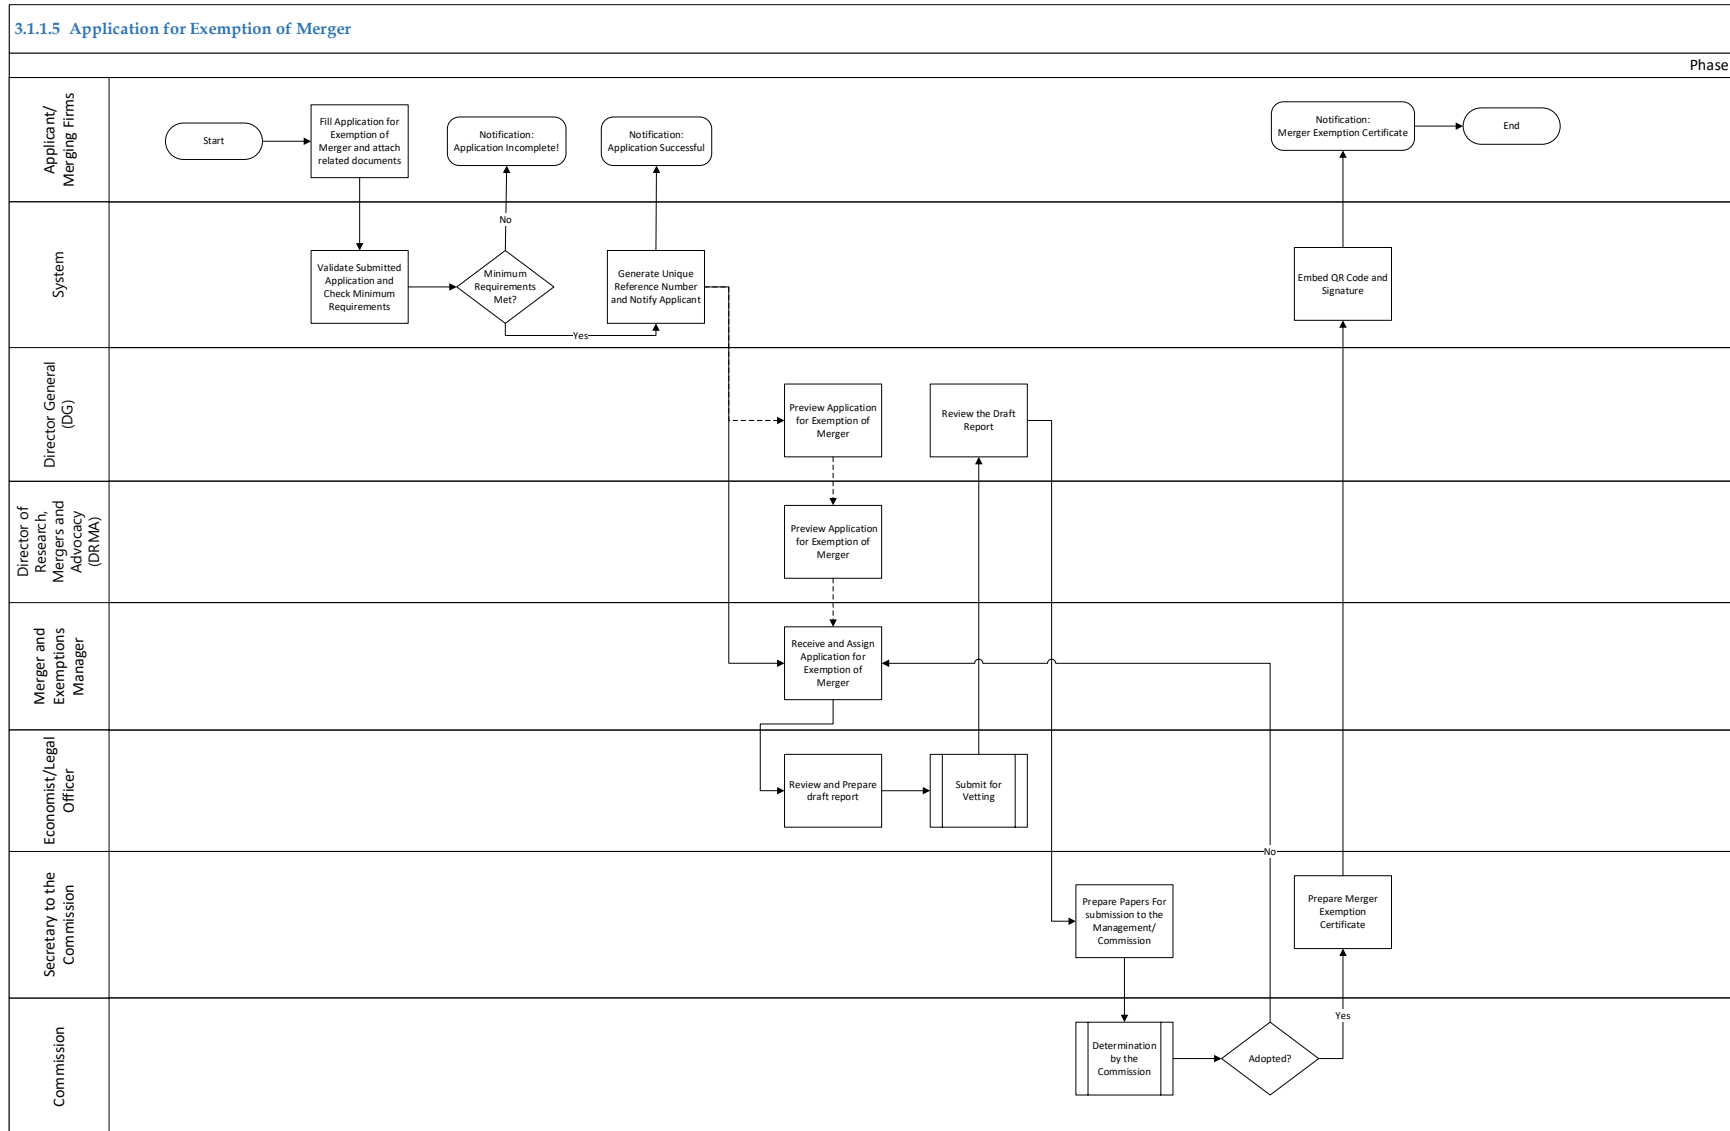 3.1.1.5 Application for Exemption of Merger
Phase
Applicant/
Merging Firms
Start
Fill Application for
Exemption of
Merger and attach
related documents
Notification:
Application Incomplete!
Notification:
Application Successful
Notification:
Merger Exemption Certificate
End
System
Validate Submitted
Application and
Check Minimum
Requirements
No
Minimum
Requirements
Met?
Yes
Generate Unique
Reference Number
and Notify Applicant
Embed QR Code and
Signature
Director General
(DG)
Preview Application
for Exemption of
Merger
Review the Draft
Report
Director of
Research,
Mergers and
Advocacy
(DRMA)
Preview Application
for Exemption of
Merger
Merger and
Exemptions
Manager
Receive and Assign
Application for
Exemption of
Merger
Economist/Legal
Officer
Review and Prepare
draft report
Submit for
Vetting
No
Secretary to the
Commission
Prepare Papers For
submission to the
Management/
Commission
Prepare Merger
Exemption
Certificate
Commission
Determination
by the
Commission
Adopted?
Yes